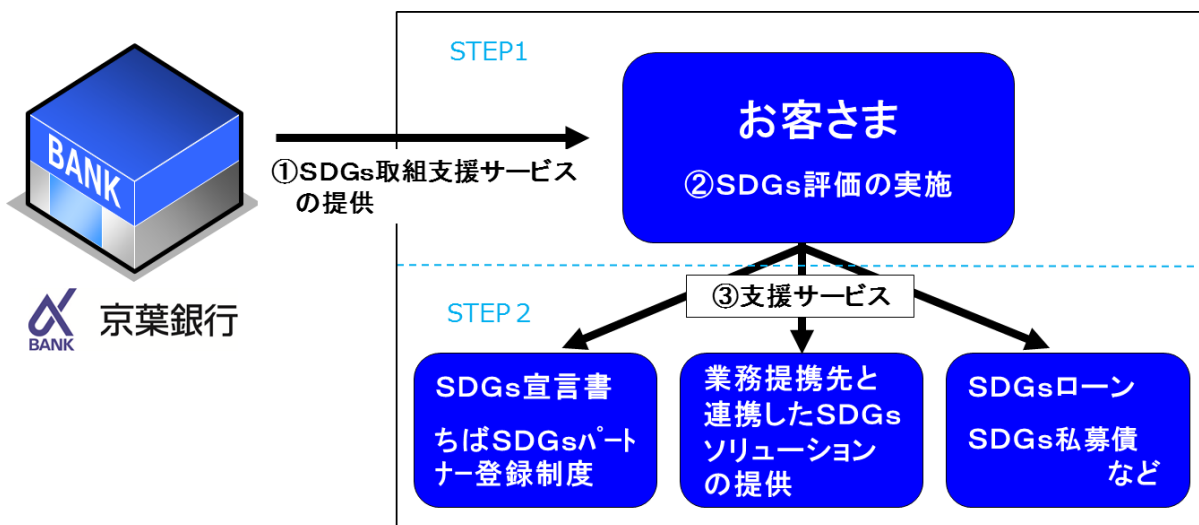 STEP1
BANK
お客さま
①SDGs取組支援サービス
の提供
②SDGs評価の実施
α
BANK
京葉銀行
③支援サービス
STEP2
SDGs宣言書
ちばSDGsﾊﾟｰﾄ
ﾅｰ登録制度
業務提携先と
連携したSDGs
ソリューション
の提供
SDGsローン
SDGs私募債
など